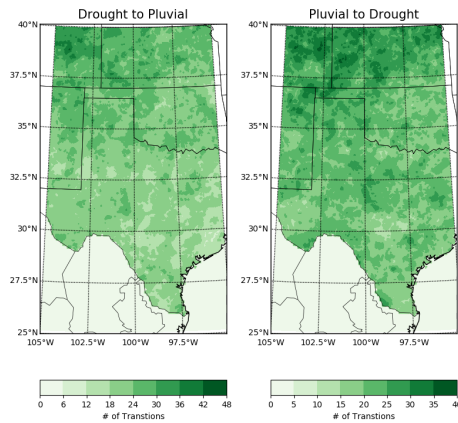 Drought to Pluvial
Pluvial to Drought
40°N
37.5°N
35°N
32.5°N
30°N
27.5°N
25°N
105°W 102.5°W 100°W 97.5°W
40°N
37.5°N
35°N
32.5°N
30°N
27.5°N
25°N
105°W 102.5°W 100°W 97.5°W
0 6 12 18 24 30 36 42 48
# of Transtions
0 5 10 15 20 25 30 35 40
# of Transtions